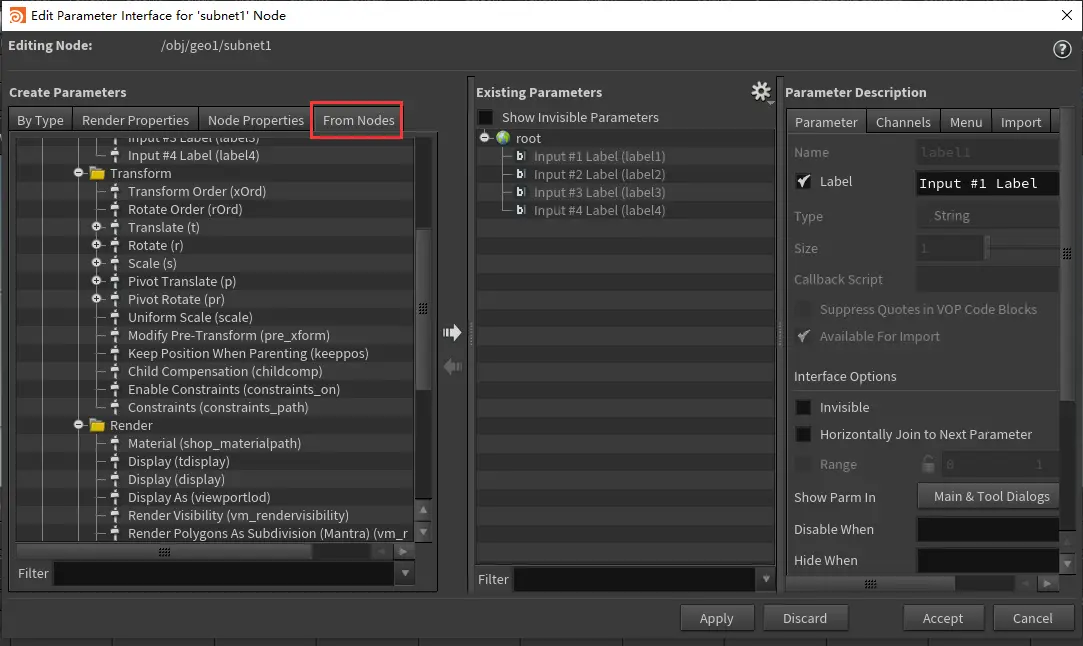 Edit Parameter Interface for 'subnet1' Node
Editing Node: /obj/geo1/subnet1
Create Parameters
By Type
Render Properties
Node Properties
From Nodes
Input #3 Label (label3)
Input #4 Label (label4)
Transform
Transform Order (xOrd)
Rotate Order (rOrd)
Translate (t)
Rotate (r)
Scale (s)
Pivot Translate (p)
Pivot Rotate (pr)
Uniform Scale (scale)
Modify Pre-Transform (pre_xform)
Keep Position When Parenting (keeppos)
Child Compensation (childcomp)
Enable Constraints (constraints_on)
Constraints (constraints_path)
Render
Material (shop_materialpath)
Display (tdisplay)
Display (display)
Display As (viewportlod)
Render Visibility (vm_rendervisibility)
Render Polygons As Subdivision (Mantra) (vm_r
Filter
Existing Parameters
Show Invisible Parameters
root
Input #1 Label (label1)
Input #2 Label (label2)
Input #3 Label (label3)
Input #4 Label (label4)
Filter
Parameter Description
Parameter
Channels
Menu
Import
Name label1
Label Input #1 Label
Type String
Size 1
Callback Script
Suppress Quotes in VOP Code Blocks
Available For Import
Interface Options
Invisible
Horizontally Join to Next Parameter
Range 0 1
Show Parm In Main & Tool Dialogs
Disable When
Hide When
Apply
Discard
Accept
Cancel